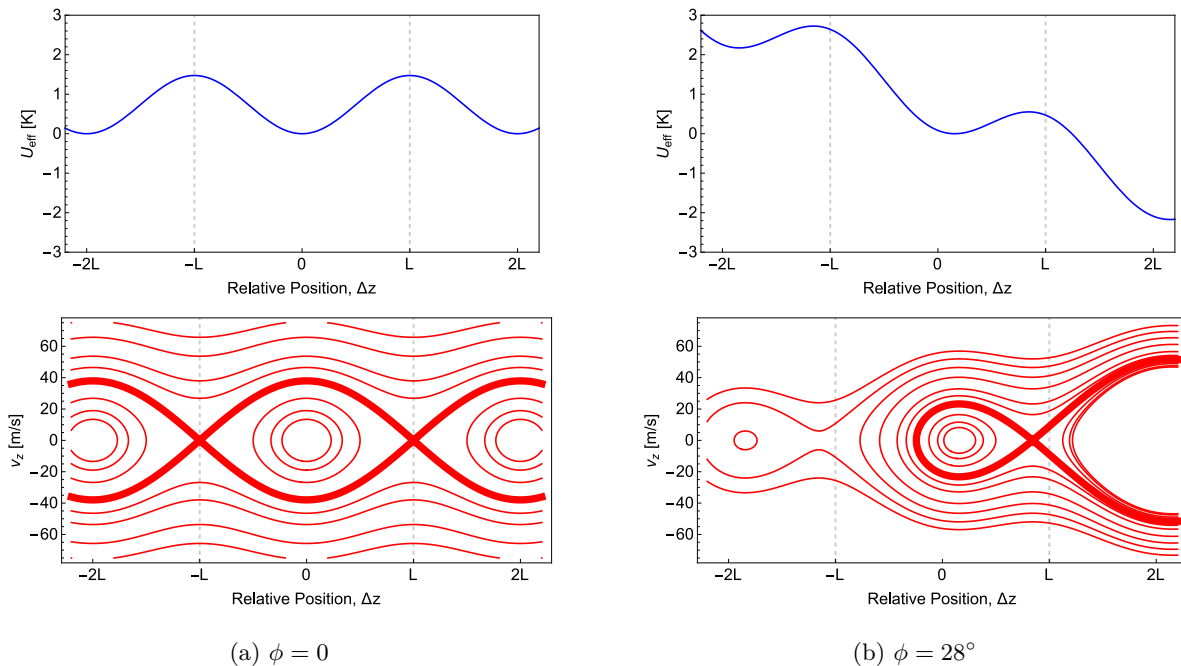 3
2
1
0
−1
−2
−3
U_eff [K]
−2L −L 0 L 2L
Relative Position, Δz
3
2
1
0
−1
−2
−3
U_eff [K]
−2L −L 0 L 2L
Relative Position, Δz
60
40
20
0
−20
−40
−60
v_z [m/s]
−2L −L 0 L 2L
Relative Position, Δz
60
40
20
0
−20
−40
−60
v_z [m/s]
−2L −L 0 L 2L
Relative Position, Δz
(a) ϕ = 0
(b) ϕ = 28°